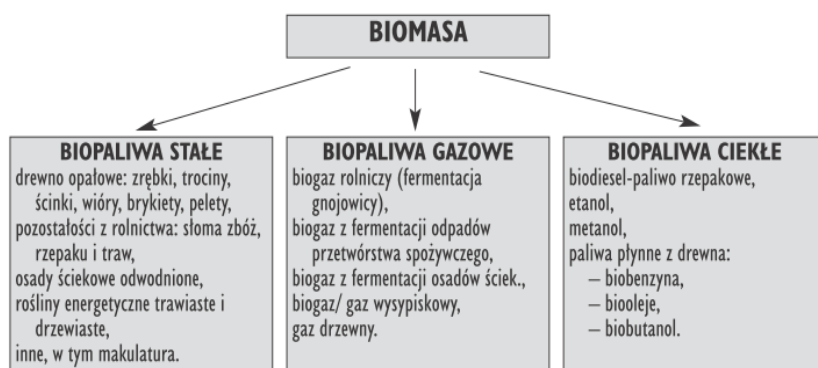 BIOMASA
BIOPALIWA STAŁE
drewno opałowe: zrębki, trociny,
ścinki, wióry, brykiety, pelety,
pozostałości z rolnictwa: słoma zbóż,
rzepaku i traw,
osady ściekowe odwodnione,
rośliny energetyczne trawiaste i
drzewiaste,
inne, w tym makulatura.
BIOPALIWA GAZOWE
biogaz rolniczy (fermentacja
gnojowicy),
biogaz z fermentacji odpadów
przetwórstwa spożywczego,
biogaz z fermentacji osadów ściek.,
biogaz/ gaz wysypiskowy,
gaz drzewny.
BIOPALIWA CIEKŁE
biodiesel-paliwo rzepakowe,
etanol,
metanol,
paliwa płynne z drewna:
– biobenzyna,
– biooleje,
– biobutanol.